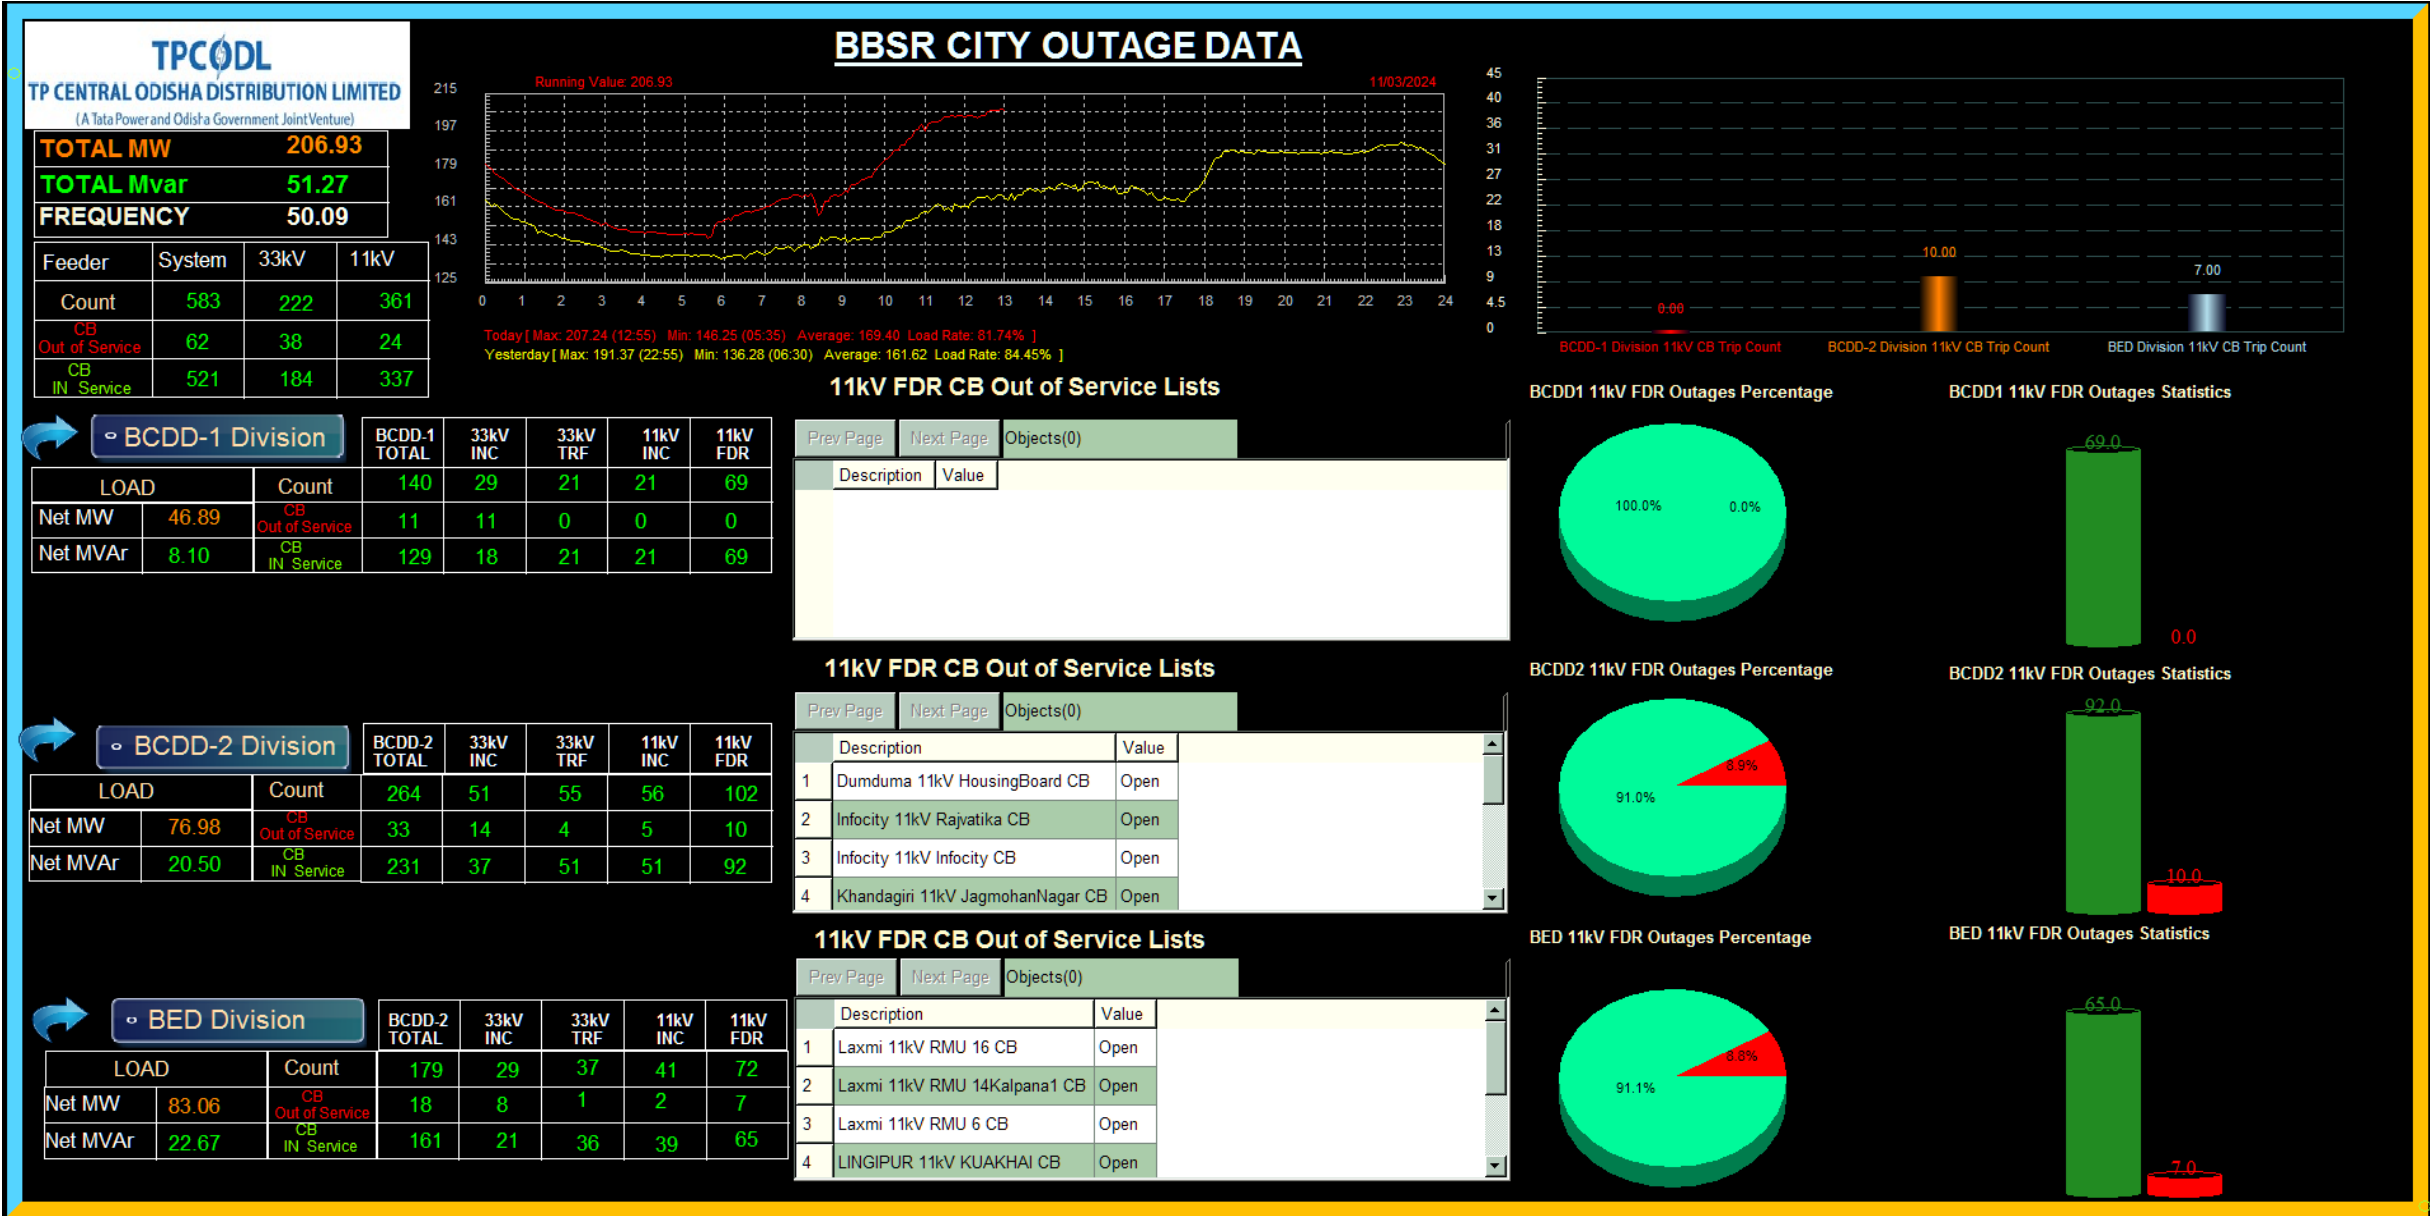 BBSR CITY OUTAGE DATA
TPCODL
TP CENTRAL ODISHA DISTRIBUTION LIMITED
(A Tata Power and Odisha Government Joint Venture)
TOTAL MW 206.93
TOTAL Mvar 51.27
FREQUENCY 50.09
Feeder System 33kV 11kV
Count 583 222 361
CB Out of Service 62 38 24
CB IN Service 521 184 337
Running Value: 206.93 11/03/2024
215
197
179
161
143
125
0 1 2 3 4 5 6 7 8 9 10 11 12 13 14 15 16 17 18 19 20 21 22 23 24
Today [ Max: 207.24 (12:55) Min: 146.25 (05:35) Average: 169.40 Load Rate: 81.74% ]
Yesterday [ Max: 191.37 (22:55) Min: 136.28 (06:30) Average: 161.62 Load Rate: 84.45% ]
45
40
36
31
27
22
18
13
9
4.5
0
0.00 10.00 7.00
BCDD-1 Division 11kV CB Trip Count BCDD-2 Division 11kV CB Trip Count BED Division 11kV CB Trip Count
BCDD-1 Division
BCDD-1 TOTAL 33kV INC 33kV TRF 11kV INC 11kV FDR
LOAD Count 140 29 21 21 69
Net MW 46.89 CB Out of Service 11 11 0 0 0
Net MVAr 8.10 CB IN Service 129 18 21 21 69
11kV FDR CB Out of Service Lists
Prev Page Next Page Objects(0)
Description Value
BCDD1 11kV FDR Outages Percentage
100.0% 0.0%
BCDD1 11kV FDR Outages Statistics
69.0
0.0
BCDD-2 Division
BCDD-2 TOTAL 33kV INC 33kV TRF 11kV INC 11kV FDR
LOAD Count 264 51 55 56 102
Net MW 76.98 CB Out of Service 33 14 4 5 10
Net MVAr 20.50 CB IN Service 231 37 51 51 92
11kV FDR CB Out of Service Lists
Prev Page Next Page Objects(0)
Description Value
1 Dumduma 11kV HousingBoard CB Open
2 Infocity 11kV Rajvatika CB Open
3 Infocity 11kV Infocity CB Open
4 Khandagiri 11kV JagmohanNagar CB Open
BCDD2 11kV FDR Outages Percentage
8.9%
91.0%
BCDD2 11kV FDR Outages Statistics
92.0
10.0
BED Division
BCDD-2 TOTAL 33kV INC 33kV TRF 11kV INC 11kV FDR
LOAD Count 179 29 37 41 72
Net MW 83.06 CB Out of Service 18 8 1 2 7
Net MVAr 22.67 CB IN Service 161 21 36 39 65
11kV FDR CB Out of Service Lists
Prev Page Next Page Objects(0)
Description Value
1 Laxmi 11kV RMU 16 CB Open
2 Laxmi 11kV RMU 14Kalpana1 CB Open
3 Laxmi 11kV RMU 6 CB Open
4 LINGIPUR 11kV KUAKHAI CB Open
BED 11kV FDR Outages Percentage
8.8%
91.1%
BED 11kV FDR Outages Statistics
65.0
7.0